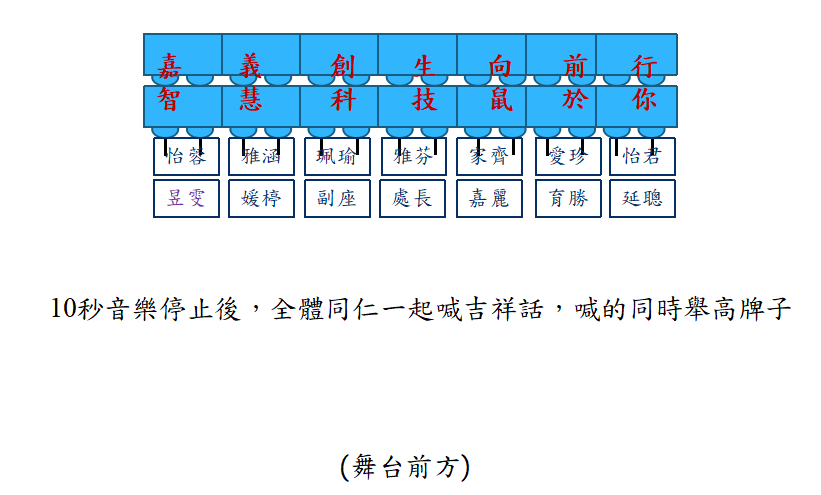 嘉義創生向前行
智慧科技鼠於你
怡蓉 雅涵 珮瑜 雅芬 家齊 愛珍 怡君
昱雯 媛楟 副座 處長 嘉麗 育勝 延聰
10秒音樂停止後，全體同仁一起喊吉祥話，喊的同時舉高牌子
(舞台前方)